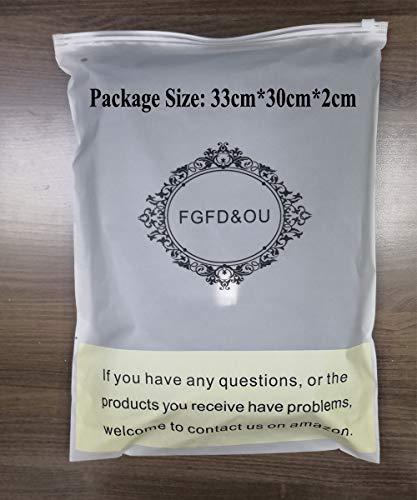 Package Size: 33cm*30cm*2cm
FGFD&OU
If you have any questions, or the
products you receive have problems,
welcome to contact us on amazon.